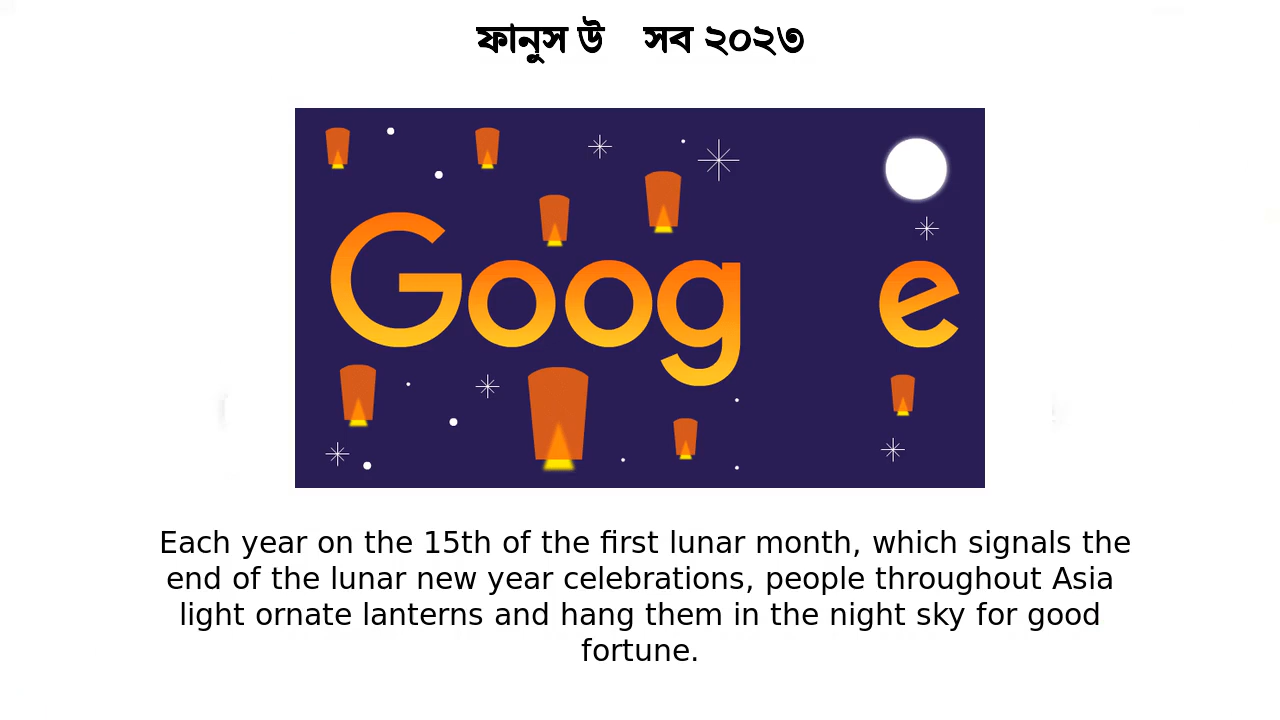 ফানুস উ সব ২০২৩
Goog e
Each year on the 15th of the first lunar month, which signals the
end of the lunar new year celebrations, people throughout Asia
light ornate lanterns and hang them in the night sky for good
fortune.